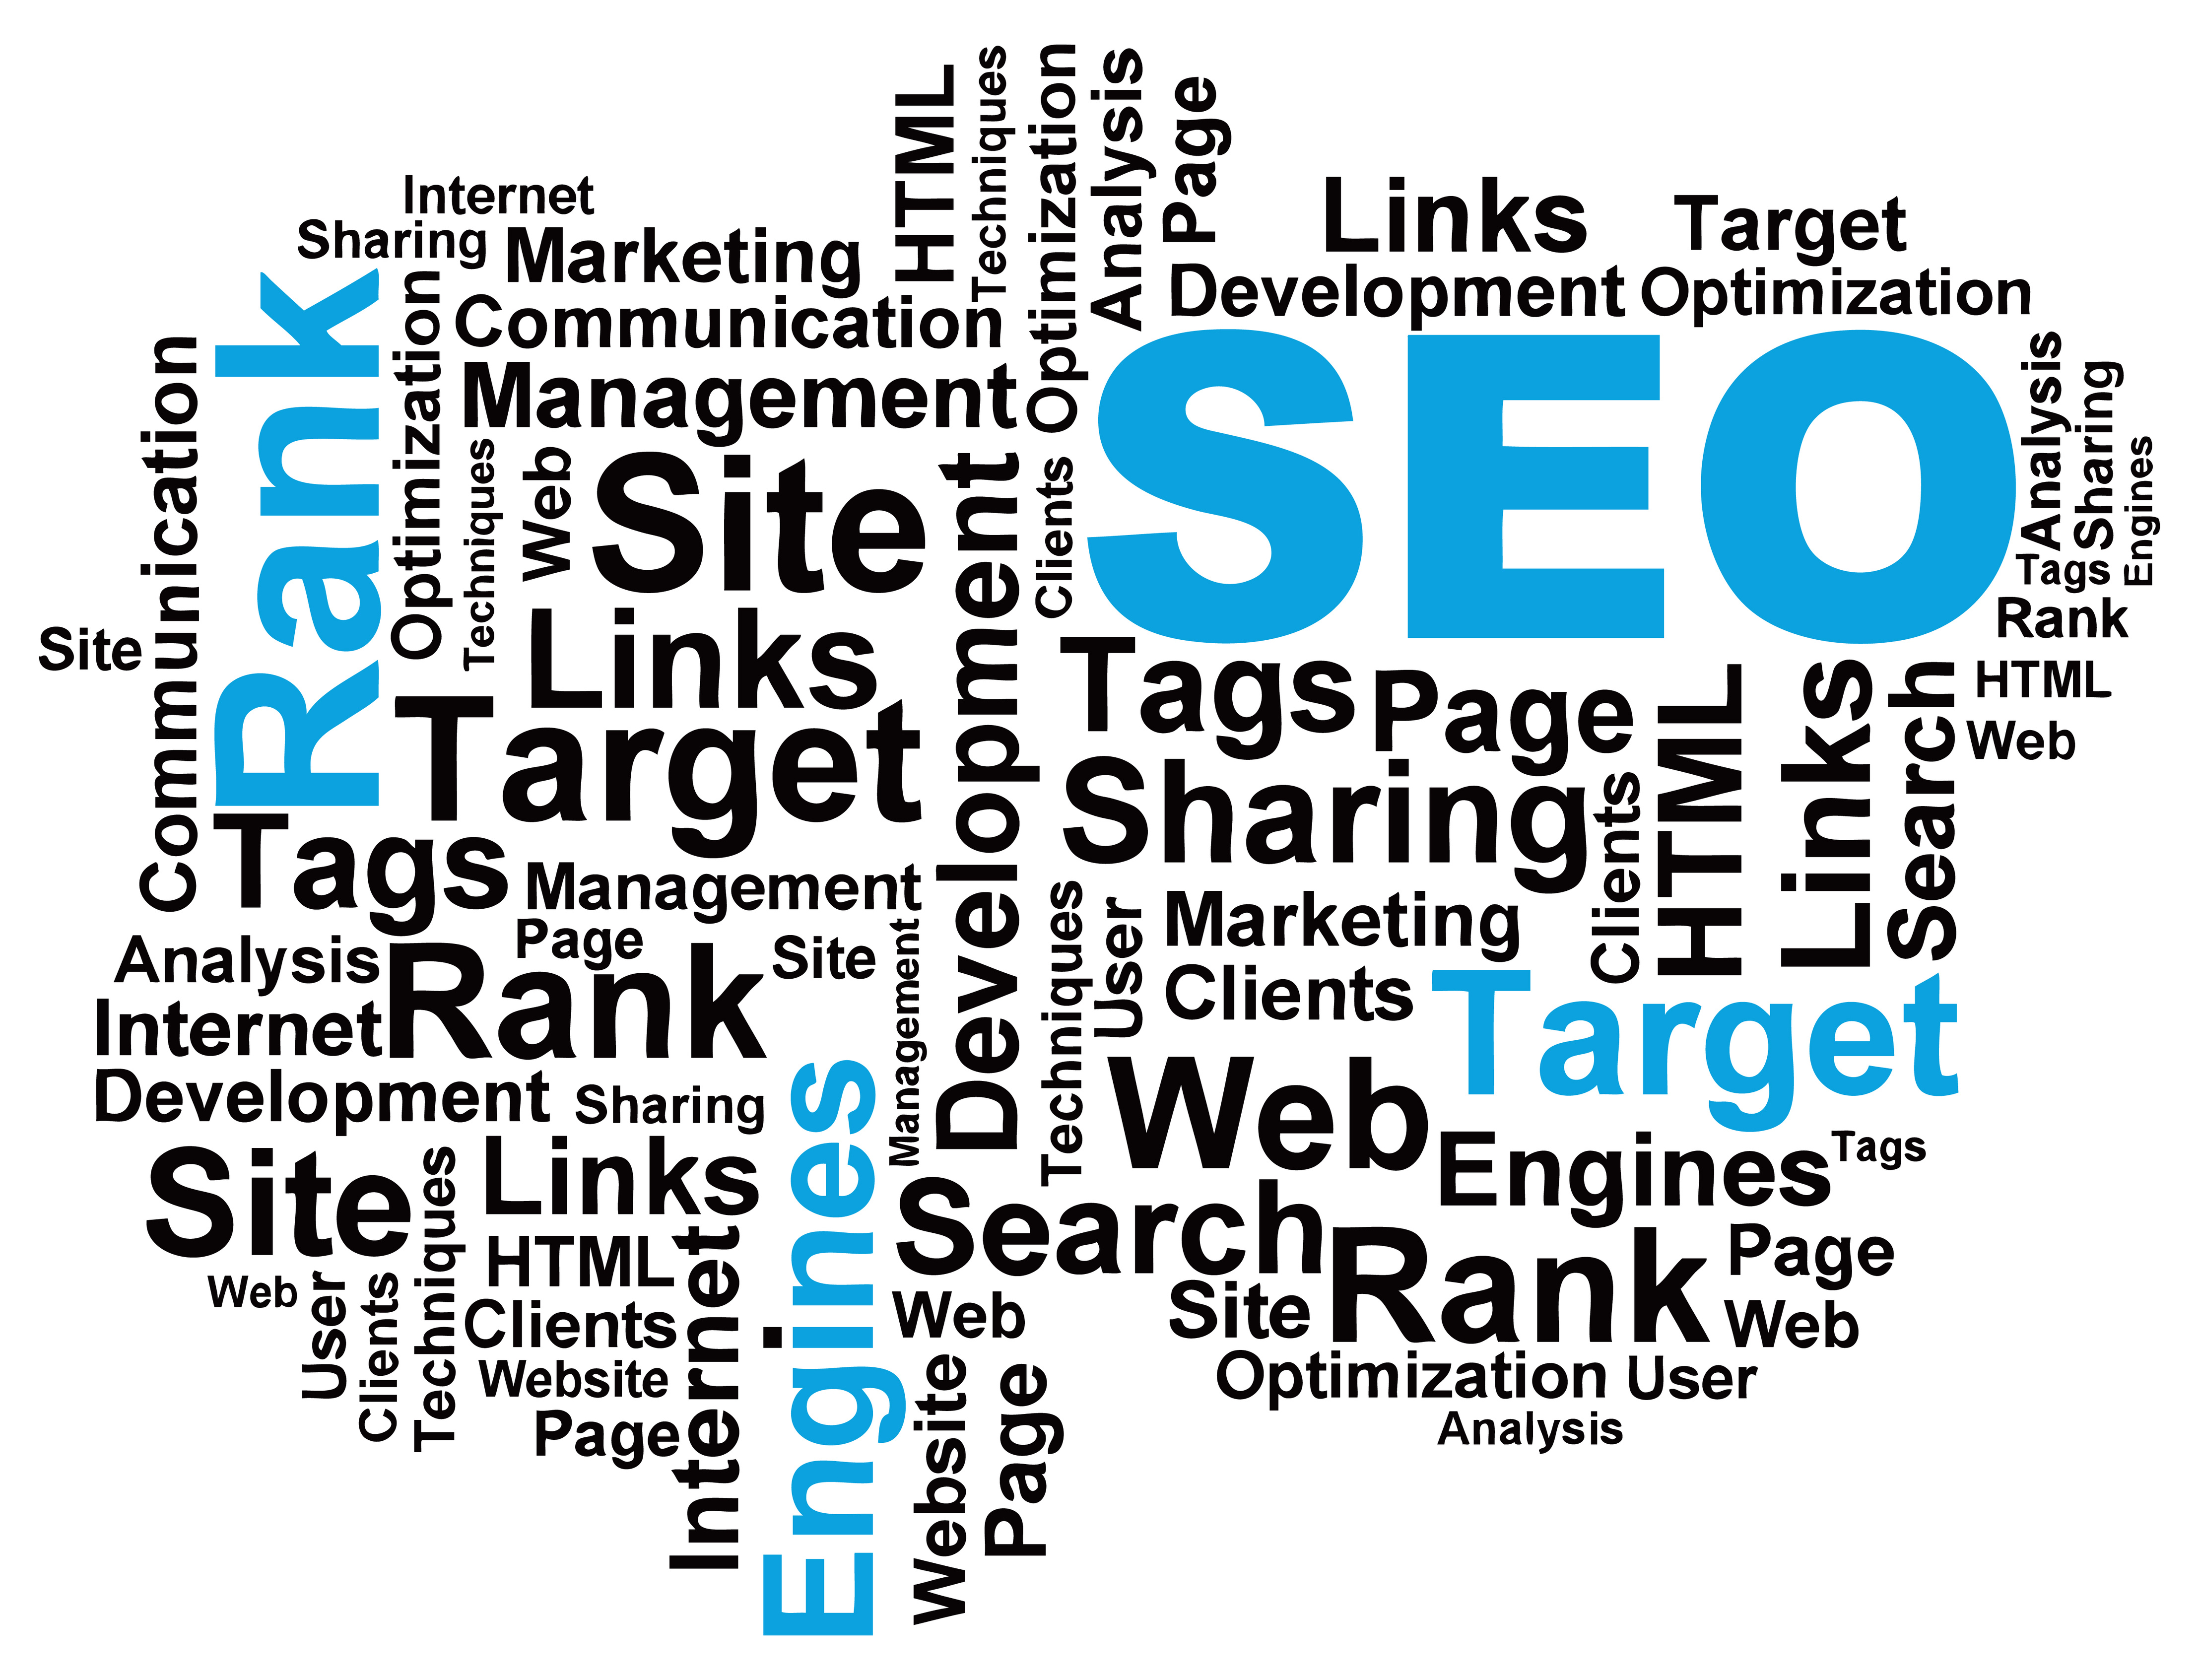 HTML
Techniques
Optimization
Analysis
Page
Internet
Sharing
Marketing
Links
Target
Communication
Development
Optimization
Management
SEO
Rank
Optimization
Communication
Techniques
Web
Site
Development
Clients
Analysis
Sharing
Engines
Tags
Rank
Site
Links
Tags
Page
HTML
Links
Search
HTML
Web
Target
Sharing
Clients
Tags
Management
Marketing
Analysis
Page
Site
Management
Techniques
User
Rank
Clients
Target
Internet
Development
Sharing
Web
Engines
Tags
Site
Links
Techniques
Engines
Search
Rank
Page
Web
User
Clients
HTML
Internet
Clients
Web
Site
Web
Website
Website
Page
Optimization
User
Page
Analysis